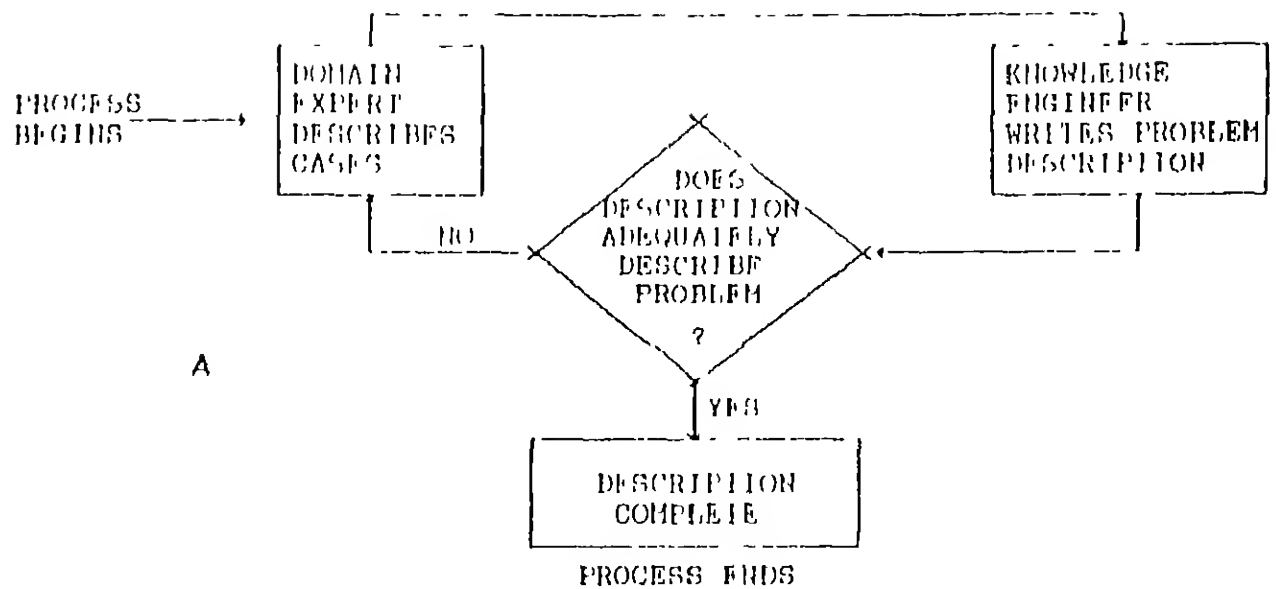 PROCESS
BEGINS
DOMAIN
EXPERT
DESCRIBES
CASES
KNOWLEDGE
ENGINEER
WRITES PROBLEM
DESCRIPTION
DOES
DESCRIPTION
ADEQUATELY
DESCRIBE
PROBLEM
?
NO
A
YES
DESCRIPTION
COMPLETE
PROCESS ENDS